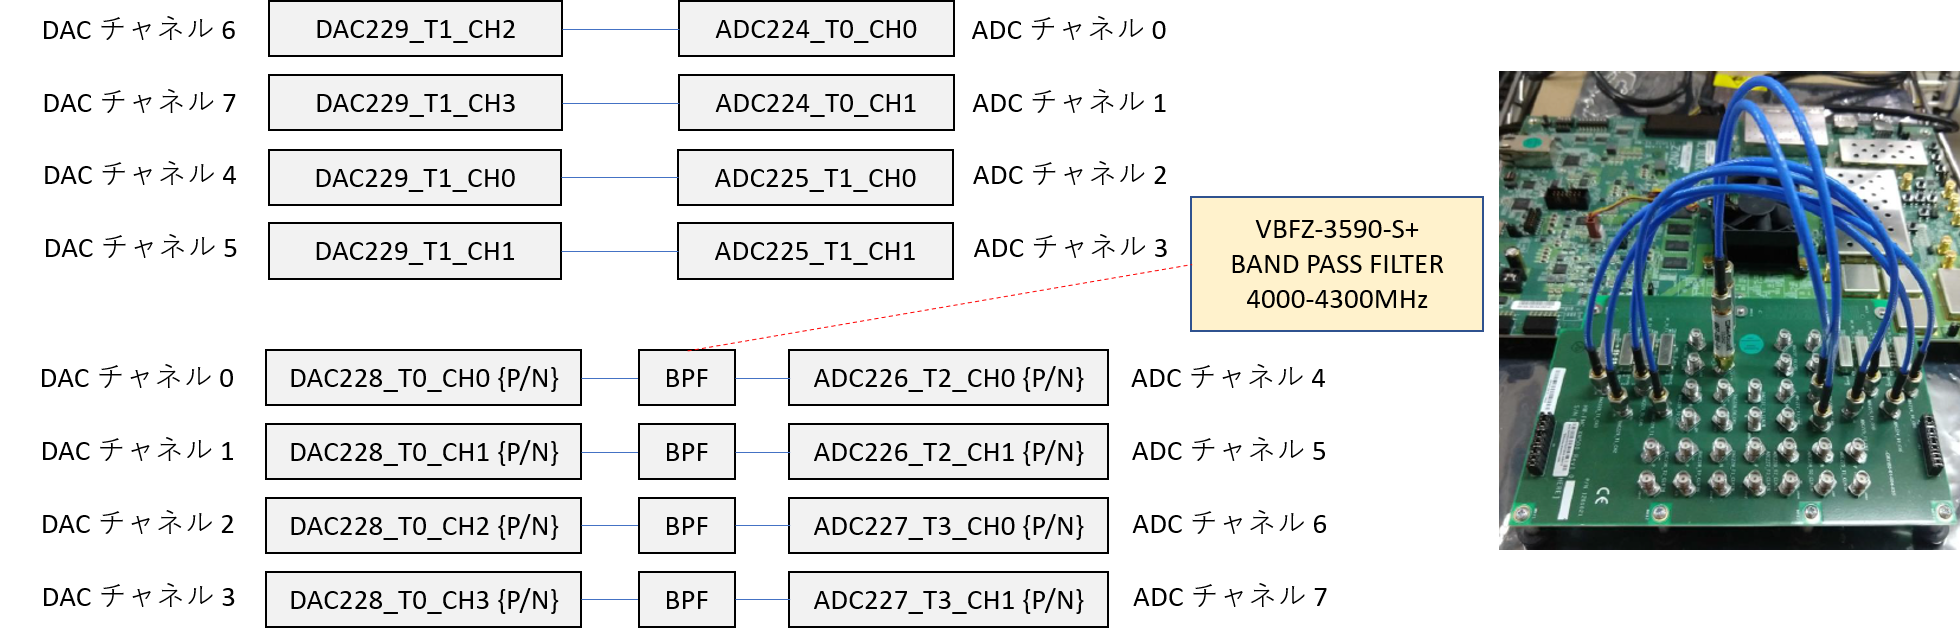 DAC チャネル 6 DAC229_T1_CH2 ADC224_T0_CH0 ADC チャネル 0
DAC チャネル 7 DAC229_T1_CH3 ADC224_T0_CH1 ADC チャネル 1
DAC チャネル 4 DAC229_T1_CH0 ADC225_T1_CH0 ADC チャネル 2
DAC チャネル 5 DAC229_T1_CH1 ADC225_T1_CH1 ADC チャネル 3
VBFZ-3590-S+
BAND PASS FILTER
4000-4300MHz
DAC チャネル 0 DAC228_T0_CH0 {P/N} BPF ADC226_T2_CH0 {P/N} ADC チャネル 4
DAC チャネル 1 DAC228_T0_CH1 {P/N} BPF ADC226_T2_CH1 {P/N} ADC チャネル 5
DAC チャネル 2 DAC228_T0_CH2 {P/N} BPF ADC227_T3_CH0 {P/N} ADC チャネル 6
DAC チャネル 3 DAC228_T0_CH3 {P/N} BPF ADC227_T3_CH1 {P/N} ADC チャネル 7
CE